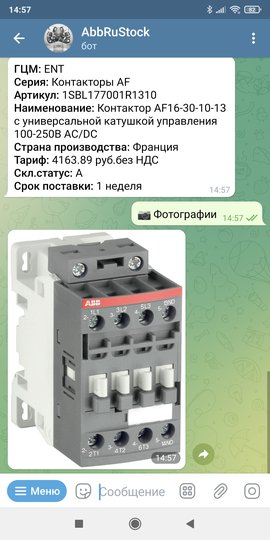 14:57
84
AbbRuStock
бот
ГЦМ: ENT
Серия: Контакторы AF
Артикул: 1SBL177001R1310
Наименование: Контактор AF16-30-10-13
с универсальной катушкой управления
100-250В AC/DC
Страна производства: Франция
Тариф: 4163.89 руб.без НДС
Скл.статус: A
Срок поставки: 1 неделя
14:57
Фотографии 14:57
ABB
1L1 3L2 5L3
2T1 4T2 6T3
14:57
Меню Сообщение